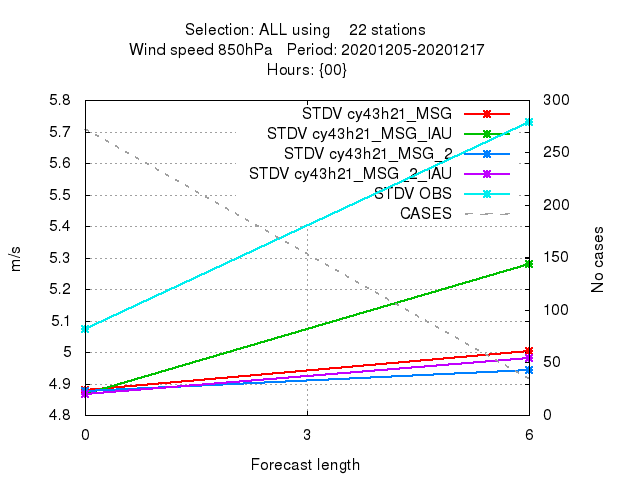 Selection: ALL using    22 stations
Wind speed 850hPa   Period: 20201205-20201217
Hours: {00}
5.8
5.7
5.6
5.5
5.4
5.3
5.2
5.1
5
4.9
4.8
m/s
300
250
200
150
100
50
0
No cases
STDV cy43h21_MSG
STDV cy43h21_MSG_IAU
STDV cy43h21_MSG_2
STDV cy43h21_MSG_2_IAU
STDV OBS
CASES
0 3 6
Forecast length